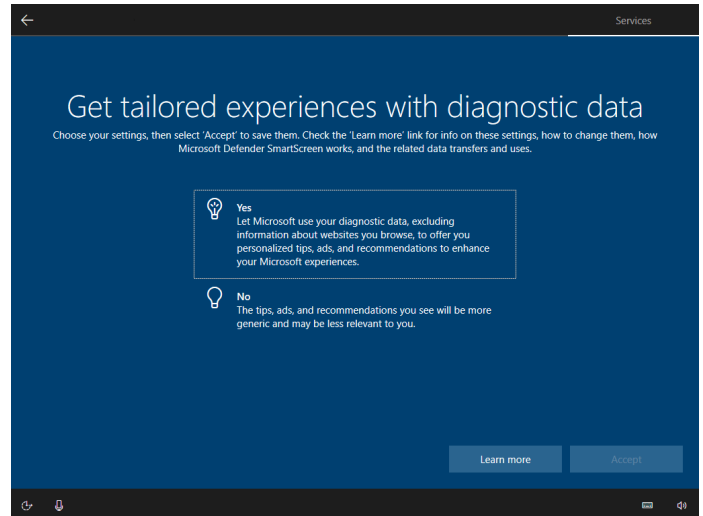 Services
Get tailored experiences with diagnostic data
Choose your settings, then select 'Accept' to save them. Check the 'Learn more' link for info on these settings, how to change them, how
Microsoft Defender SmartScreen works, and the related data transfers and uses.
Yes
Let Microsoft use your diagnostic data, excluding
information about websites you browse, to offer you
personalized tips, ads, and recommendations to enhance
your Microsoft experiences.
No
The tips, ads, and recommendations you see will be more
generic and may be less relevant to you.
Learn more
Accept